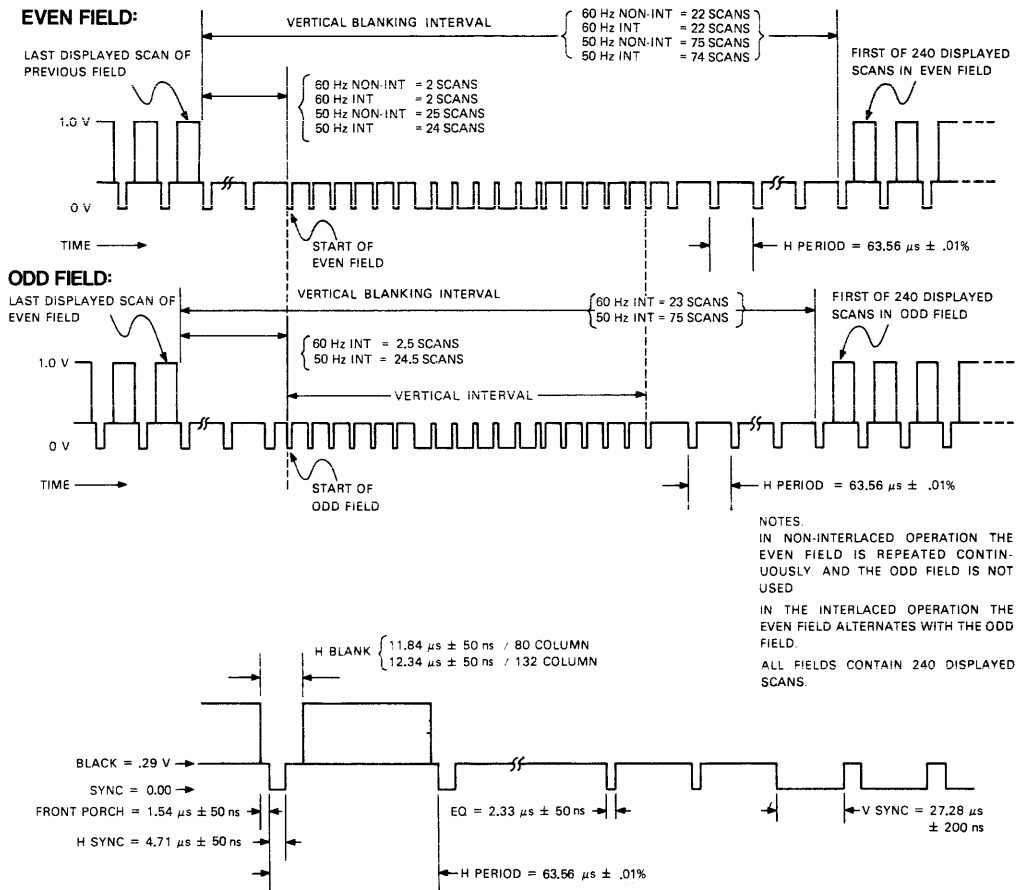 EVEN FIELD:
VERTICAL BLANKING INTERVAL
60 Hz NON-INT = 22 SCANS
60 Hz INT = 22 SCANS
50 Hz NON-INT = 75 SCANS
50 Hz INT = 74 SCANS
LAST DISPLAYED SCAN OF
PREVIOUS FIELD
FIRST OF 240 DISPLAYED
SCANS IN EVEN FIELD
60 Hz NON-INT = 2 SCANS
60 Hz INT = 2 SCANS
50 Hz NON-INT = 25 SCANS
50 Hz INT = 24 SCANS
1.0 V
0 V
TIME
START OF
EVEN FIELD
H PERIOD = 63.56 μs ± .01%
ODD FIELD:
LAST DISPLAYED SCAN OF
EVEN FIELD
VERTICAL BLANKING INTERVAL
60 Hz INT = 23 SCANS
50 Hz INT = 75 SCANS
FIRST OF 240 DISPLAYED
SCANS IN ODD FIELD
60 Hz INT = 2.5 SCANS
50 Hz INT = 24.5 SCANS
1.0 V
VERTICAL INTERVAL
0 V
TIME
START OF
ODD FIELD
H PERIOD = 63.56 μs ± .01%
NOTES.
IN NON-INTERLACED OPERATION THE
EVEN FIELD IS REPEATED CONTIN-
UOUSLY AND THE ODD FIELD IS NOT
USED
IN THE INTERLACED OPERATION THE
EVEN FIELD ALTERNATES WITH THE ODD
FIELD.
ALL FIELDS CONTAIN 240 DISPLAYED
SCANS.
H BLANK
11.84 μs ± 50 ns / 80 COLUMN
12.34 μs ± 50 ns / 132 COLUMN
BLACK = .29 V
SYNC = 0.00
FRONT PORCH = 1.54 μs ± 50 ns
EQ = 2.33 μs ± 50 ns
V SYNC = 27.28 μs
± 200 ns
H SYNC = 4.71 μs ± 50 ns
H PERIOD = 63.56 μs ± .01%